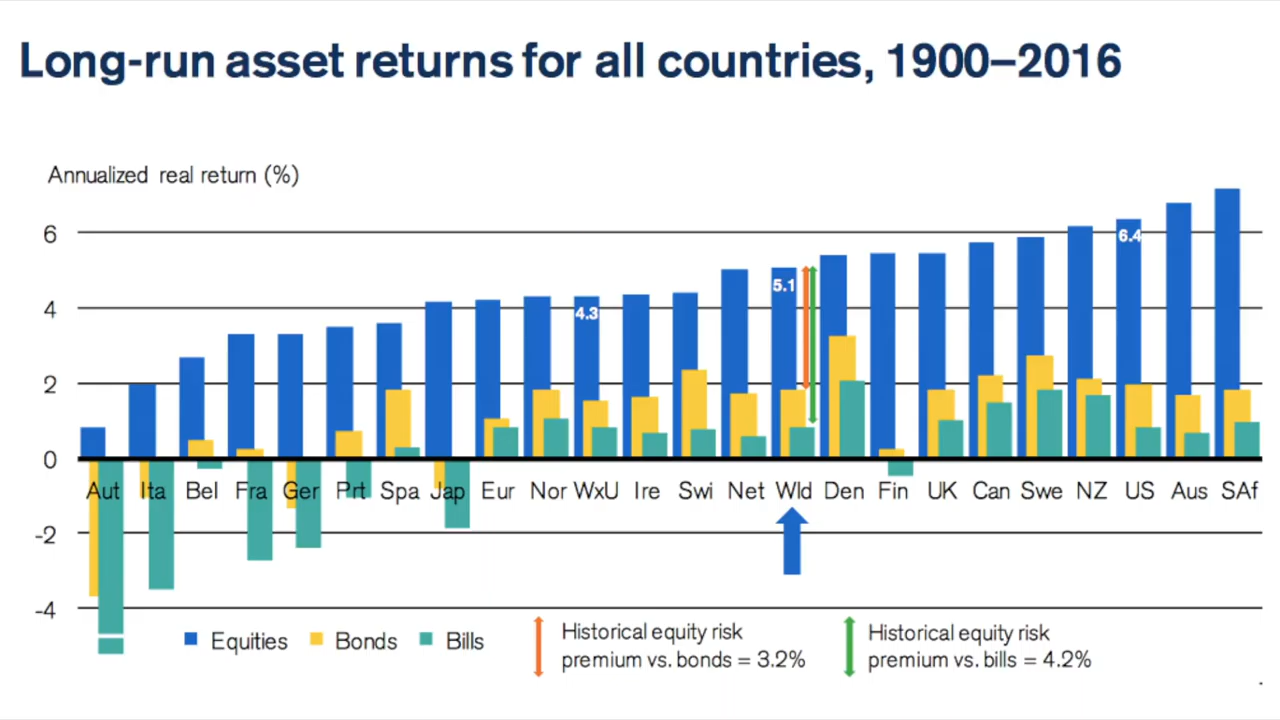 Long-run asset returns for all countries, 1900–2016
Annualized real return (%)
6
4
2
0
-2
-4
4.3
5.1
6.4
Aut Ita Bel Fra Ger Prt Spa Jap Eur Nor WxU Ire Swi Net Wld Den Fin UK Can Swe NZ US Aus SAf
Equities Bonds Bills
Historical equity risk
premium vs. bonds = 3.2%
Historical equity risk
premium vs. bills = 4.2%